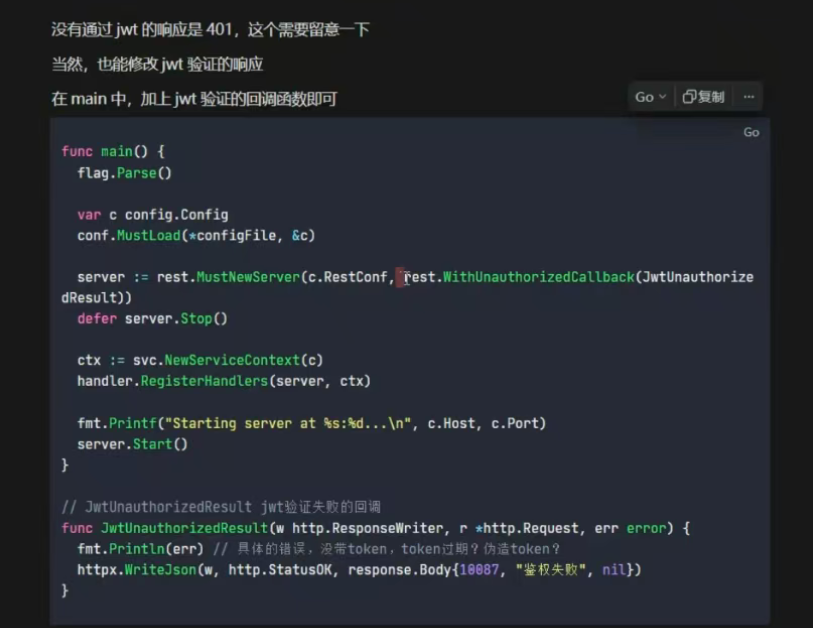 没有通过 jwt 的响应是 401，这个需要留意一下
当然，也能修改 jwt 验证的响应
在 main 中，加上 jwt 验证的回调函数即可
Go 复制 ...
Go
func main() {
  flag.Parse()
  var c config.Config
  conf.MustLoad(*configFile, &c)
  server := rest.MustNewServer(c.RestConf, rest.WithUnauthorizedCallback(JwtUnauthorize
dResult))
  defer server.Stop()
  ctx := svc.NewServiceContext(c)
  handler.RegisterHandlers(server, ctx)
  fmt.Printf("Starting server at %s:%d...\n", c.Host, c.Port)
  server.Start()
}
// JwtUnauthorizedResult jwt验证失败的回调
func JwtUnauthorizedResult(w http.ResponseWriter, r *http.Request, err error) {
  fmt.Println(err) // 具体的错误，没带token，token过期？伪造token？
  httpx.WriteJson(w, http.StatusOK, response.Body{10087, "鉴权失败", nil})
}